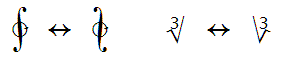 ∮ ↔ ∮ ∛ ↔ ∛